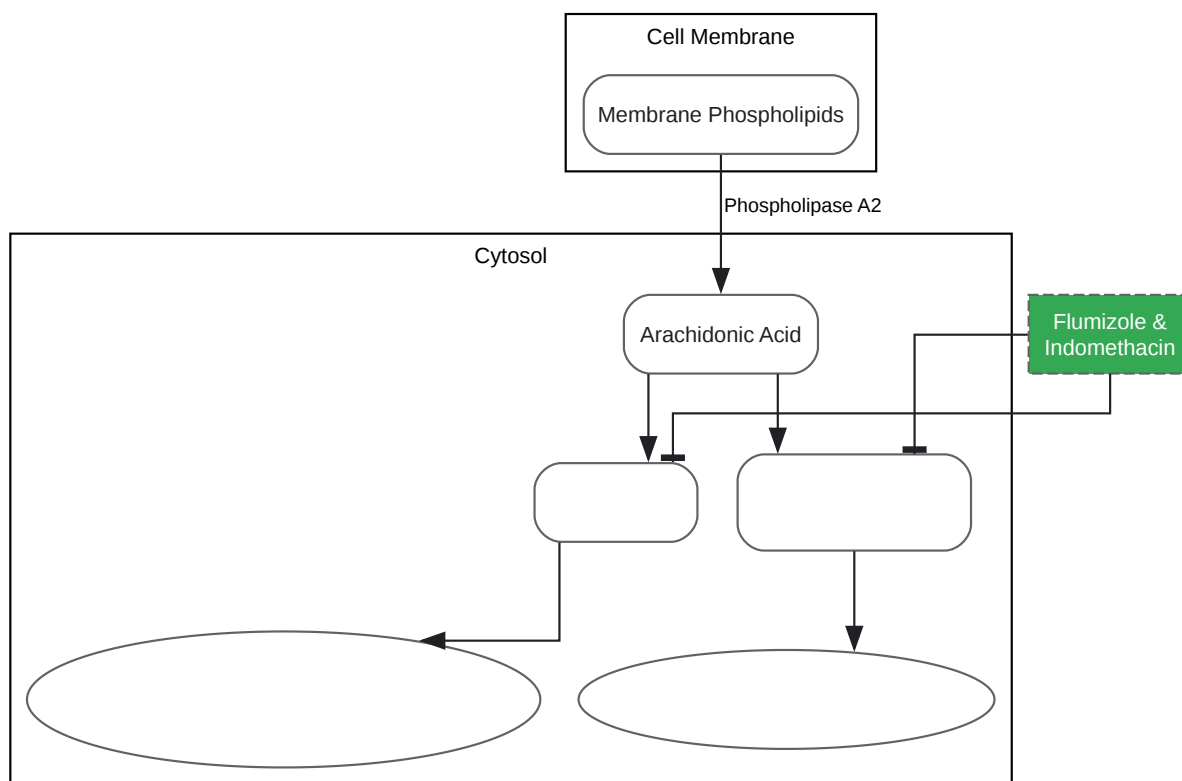 Cell Membrane
Membrane Phospholipids
Phospholipase A2
Cytosol
Arachidonic Acid
Flumizole &
Indomethacin